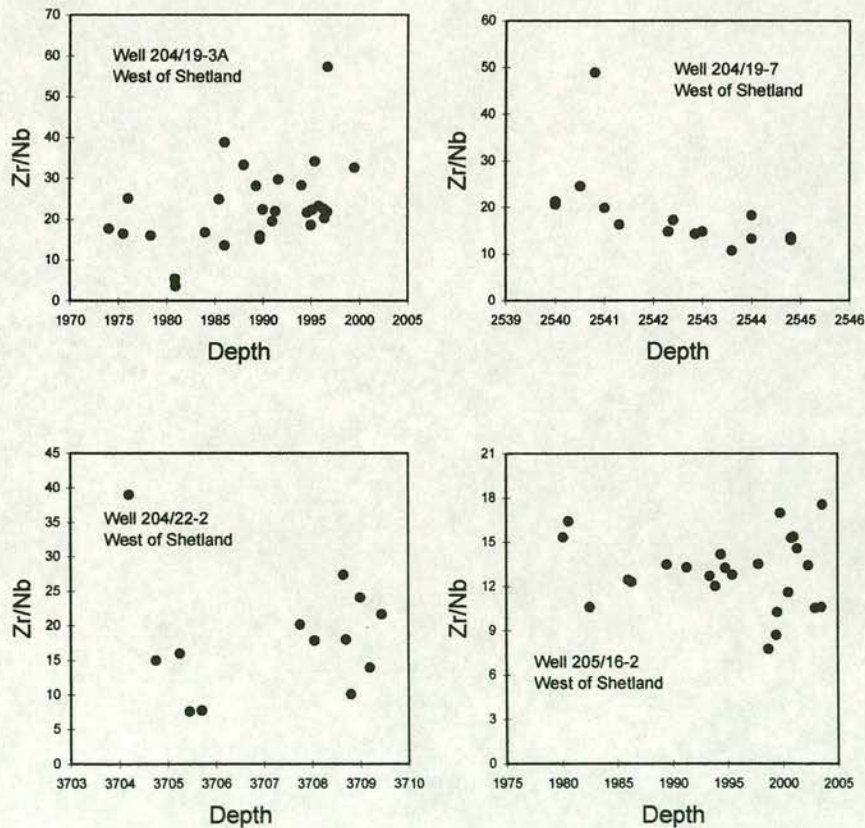 70
60
50
40
30
20
10
0
Zr/Nb
Well 204/19-3A
West of Shetland
1970 1975 1980 1985 1990 1995 2000 2005
Depth
60
50
40
30
20
10
0
Zr/Nb
Well 204/19-7
West of Shetland
2539 2540 2541 2542 2543 2544 2545 2546
Depth
45
40
35
30
25
20
15
10
5
0
Zr/Nb
Well 204/22-2
West of Shetland
3703 3704 3705 3706 3707 3708 3709 3710
Depth
21
18
15
12
9
6
3
0
Zr/Nb
Well 205/16-2
West of Shetland
1975 1980 1985 1990 1995 2000 2005
Depth